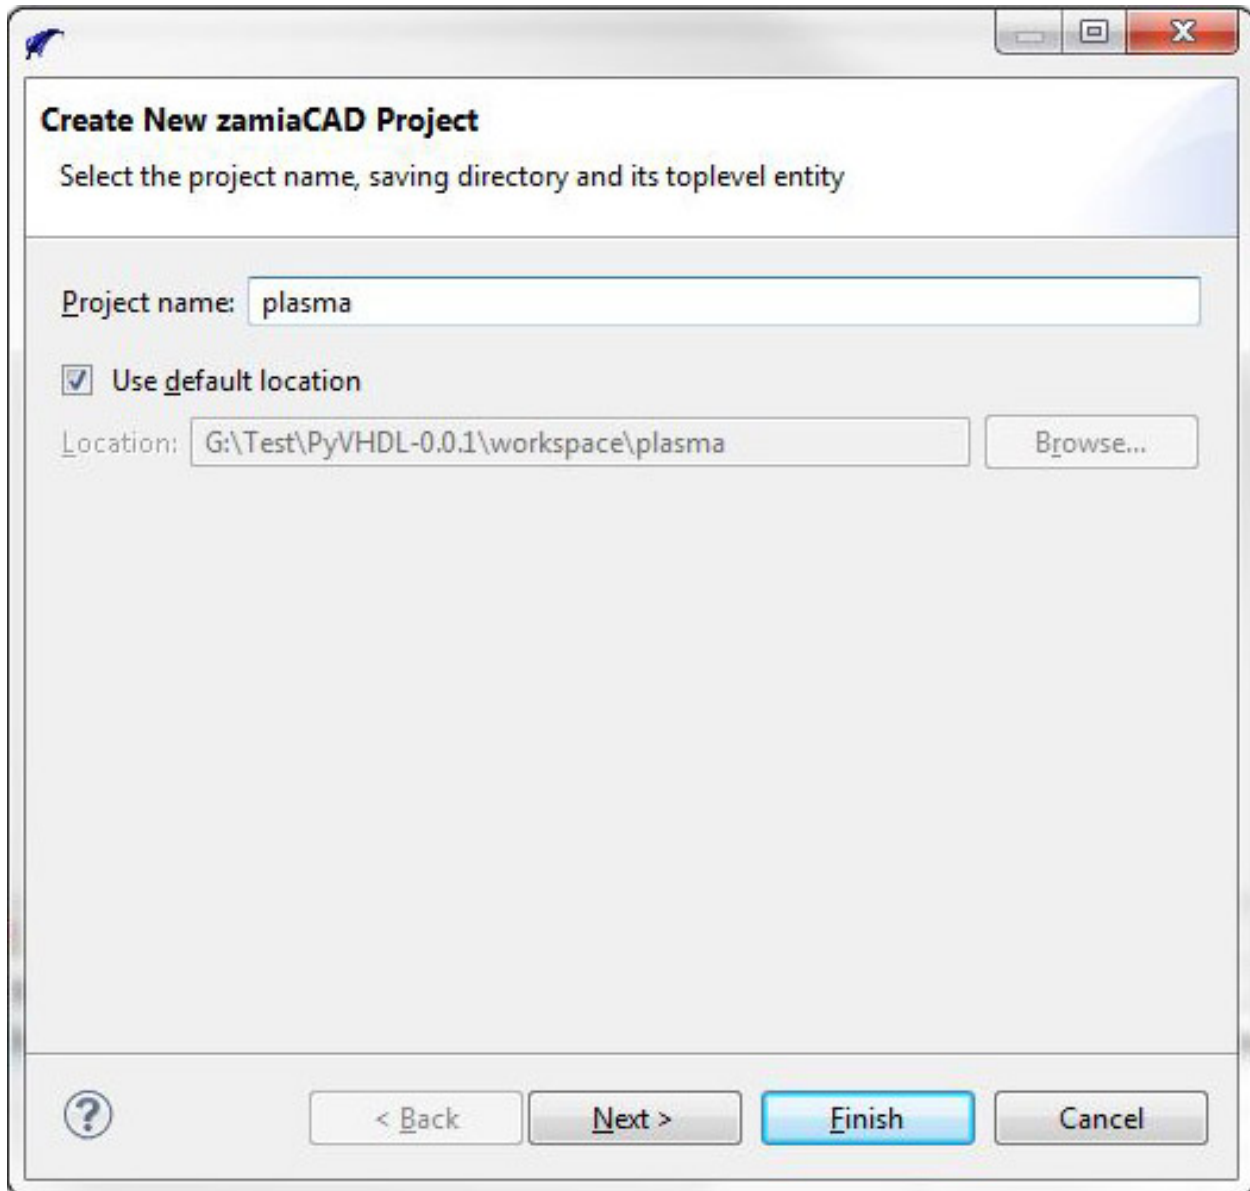 Create New zamiaCAD Project
Select the project name, saving directory and its toplevel entity
Project name: plasma
Use default location
Location: G:\Test\PyVHDL-0.0.1\workspace\plasma Browse...
? < Back Next > Finish Cancel